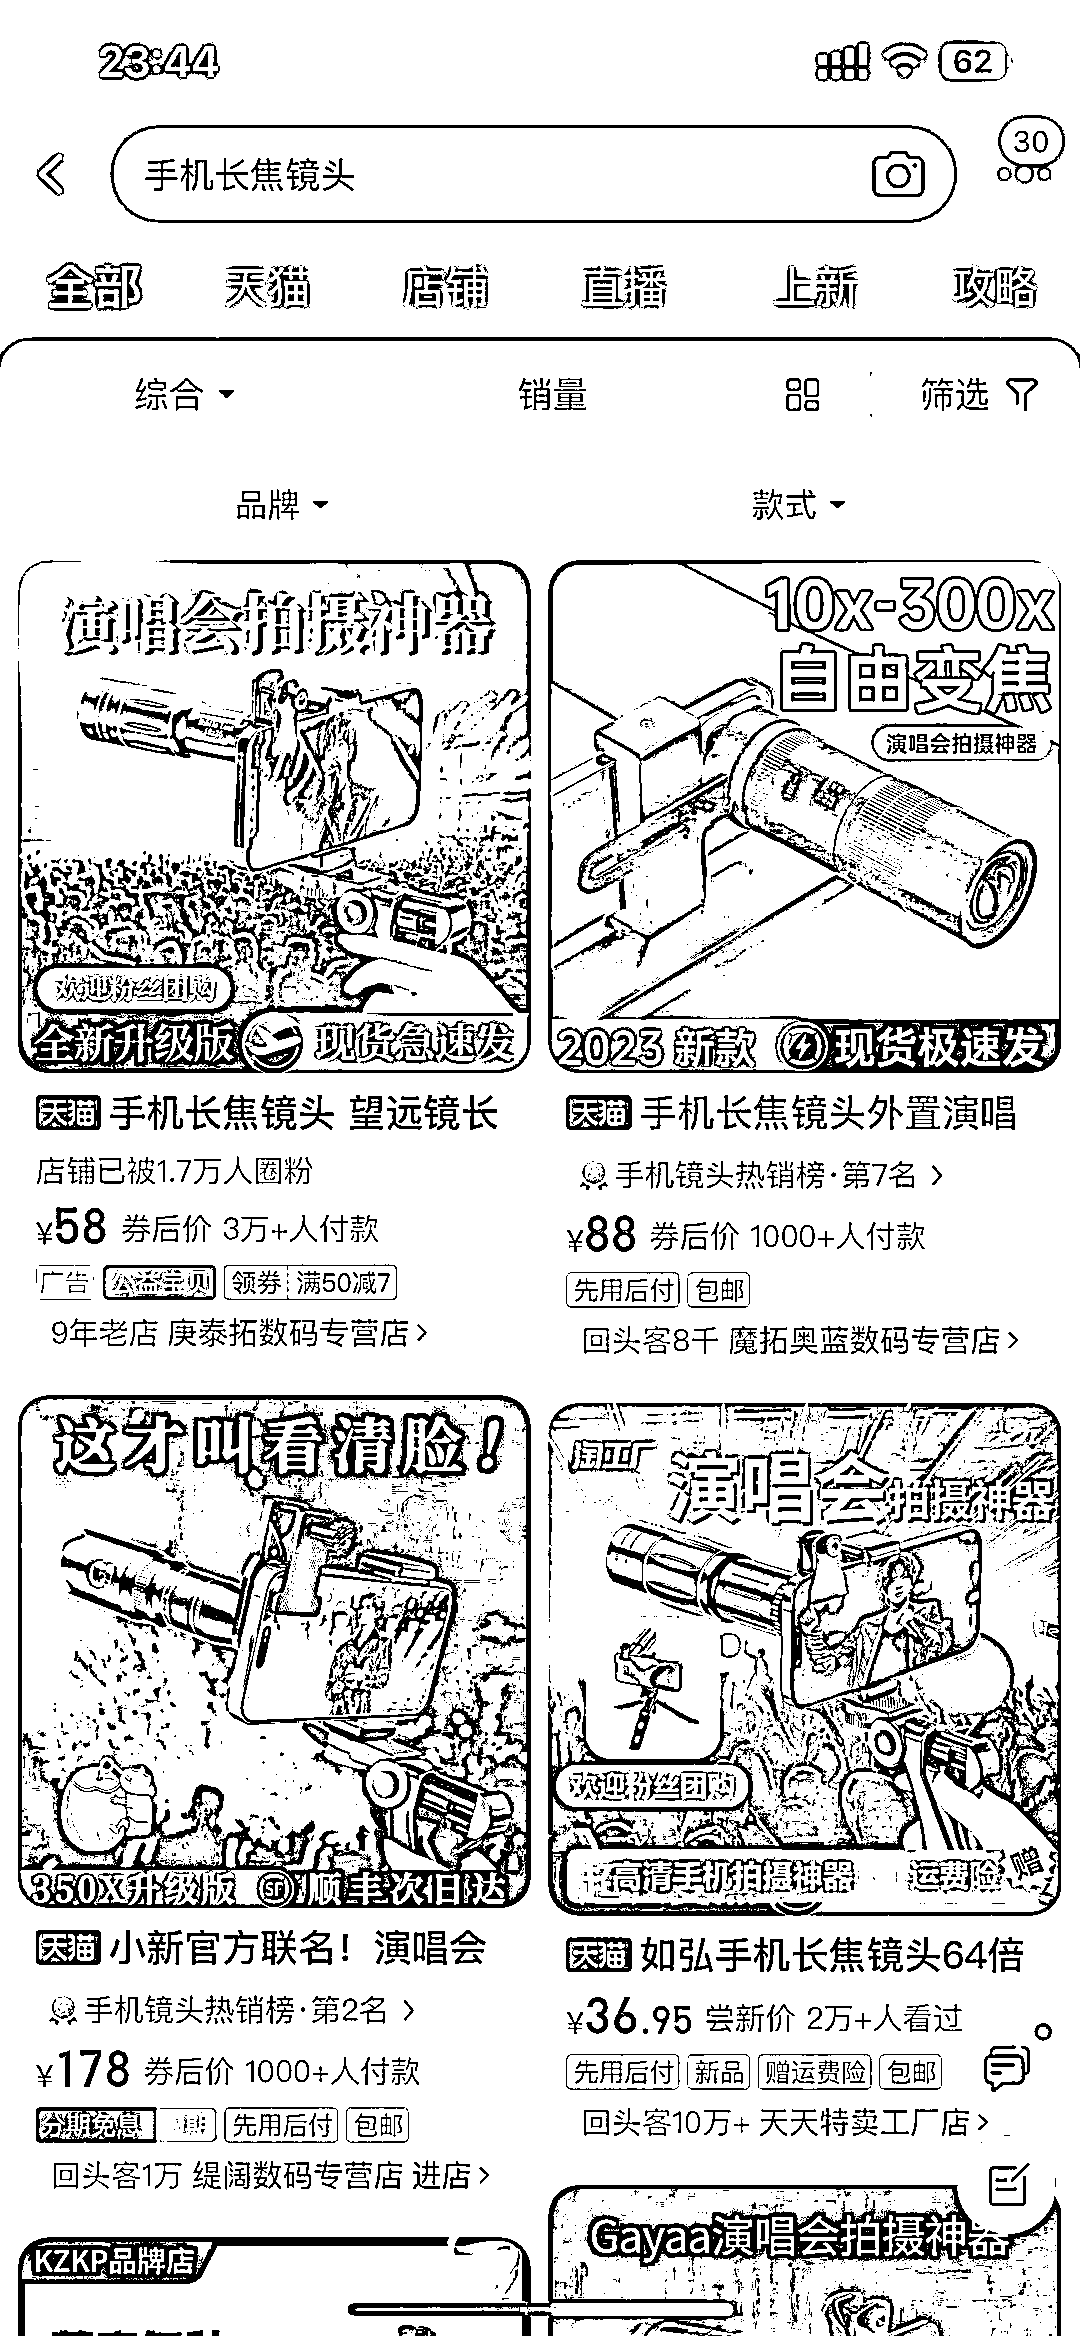 23:44
62
手机长焦镜头
30
全部 天猫 店铺 直播 上新 攻略
综合 销量 筛选
品牌 款式
演唱会拍摄神器
欢迎粉丝团购
全新升级版 现货急速发
天猫 手机长焦镜头 望远镜长
店铺已被1.7万人圈粉
¥58 券后价 3万+人付款
广告 公益宝贝 领券 满50减7
9年老店 庚泰拓数码专营店
10x-300x
自由变焦
演唱会拍摄神器
2023 新款 现货极速发
天猫 手机长焦镜头外置演唱
手机镜头热销榜·第7名
¥88 券后价 1000+人付款
先用后付 包邮
回头客8千 魔拓奥蓝数码专营店
这才叫看清脸！
350X升级版 顺丰次日达
天猫 小新官方联名！演唱会
手机镜头热销榜·第2名
¥178 券后价 1000+人付款
分期免息 先用后付 包邮
回头客1万 缇阔数码专营店 进店
淘工厂
演唱会拍摄神器
欢迎粉丝团购
高清手机拍摄神器 运费险 赠
天猫 如弘手机长焦镜头64倍
¥36.95 尝新价 2万+人看过
先用后付 新品 赠运费险 包邮
回头客10万+ 天天特卖工厂店
KZKP品牌店
Gayaa演唱会拍摄神器